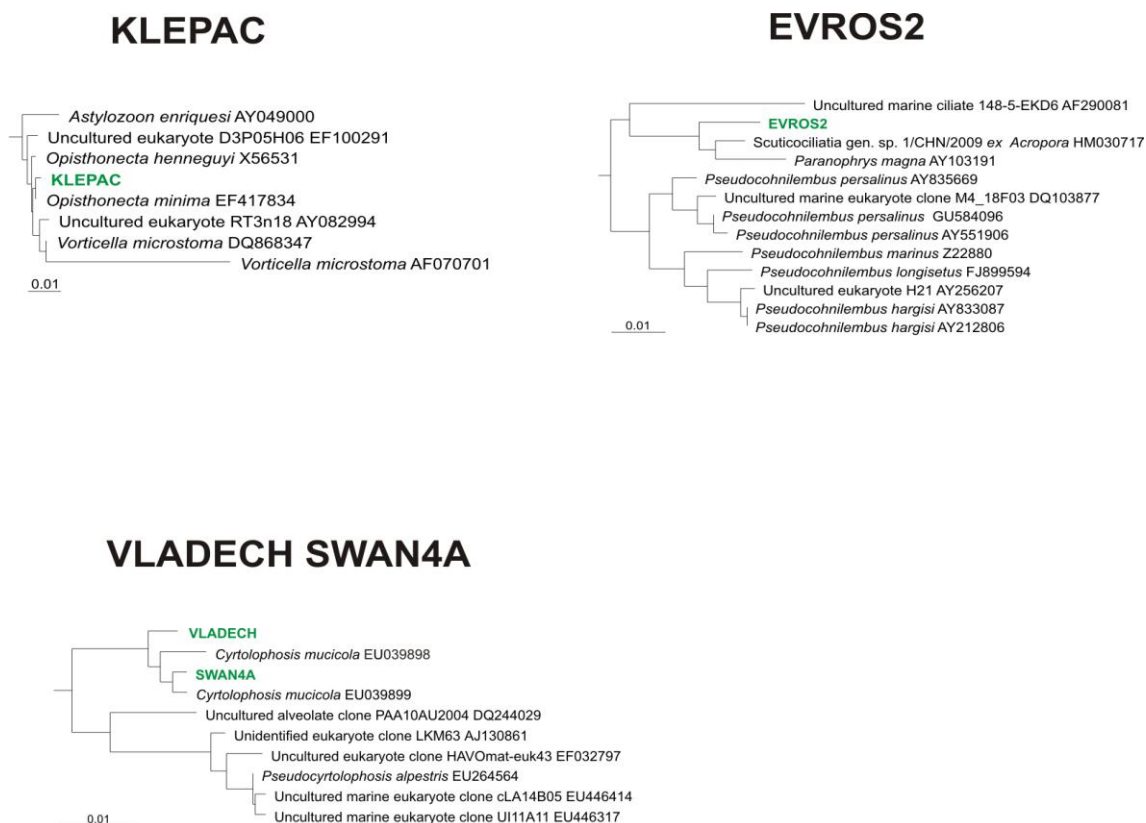 KLEPAC
Astylozoon enriquesi AY049000
Uncultured eukaryote D3P05H06 EF100291
Opisthonecta henneguyi X56531
KLEPAC
Opisthonecta minima EF417834
Uncultured eukaryote RT3n18 AY082994
Vorticella microstoma DQ868347
Vorticella microstoma AF070701
0.01
EVROS2
Uncultured marine ciliate 148-5-EKD6 AF290081
EVROS2
Scuticociliatia gen. sp. 1/CHN/2009 ex Acropora HM030717
Paranophrys magna AY103191
Pseudocohnilembus persalinus AY835669
Uncultured marine eukaryote clone M4_18F03 DQ103877
Pseudocohnilembus persalinus GU584096
Pseudocohnilembus persalinus AY551906
Pseudocohnilembus marinus Z22880
Pseudocohnilembus longisetus FJ899594
Uncultured eukaryote H21 AY256207
Pseudocohnilembus hargisi AY833087
Pseudocohnilembus hargisi AY212806
0.01
VLADECH SWAN4A
VLADECH
Cyrtolophosis mucicola EU039898
SWAN4A
Cyrtolophosis mucicola EU039899
Uncultured alveolate clone PAA10AU2004 DQ244029
Unidentified eukaryote clone LKM63 AJ130861
Uncultured eukaryote clone HAVOmat-euk43 EF032797
Pseudocyrtolophosis alpestris EU264564
Uncultured marine eukaryote clone cLA14B05 EU446414
Uncultured marine eukaryote clone UI11A11 EU446317
0.01